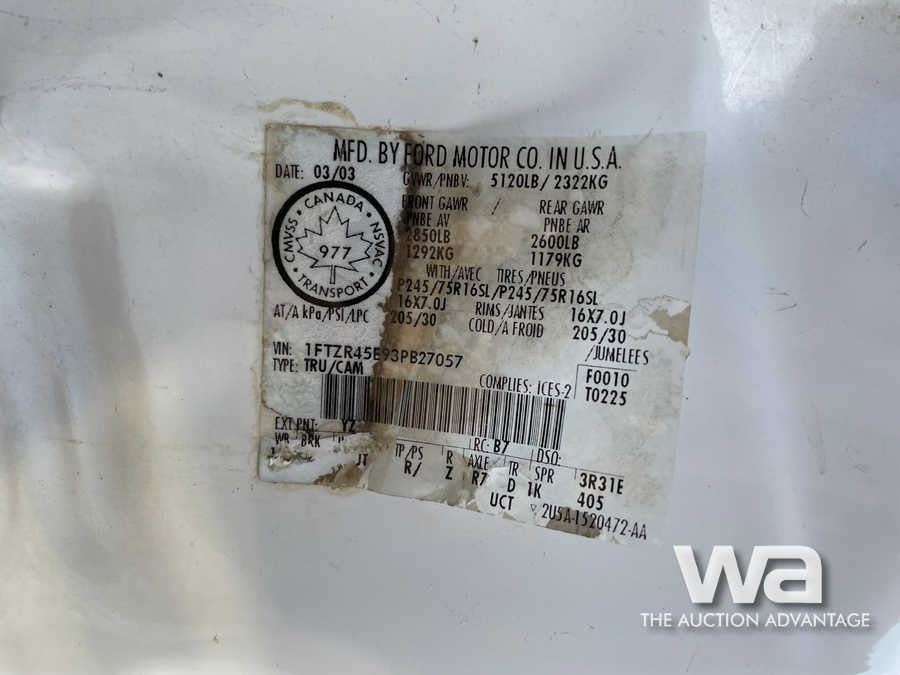 MFD. BY FORD MOTOR CO. IN U.S.A.
DATE: 03/03
GVWR/PNBV: 5120LB/ 2322KG
FRONT GAWR / REAR GAWR
PNBE AV PNBE AR
2850LB 2600LB
1292KG 1179KG
CMVSS • CANADA • NSVAC • TRANSPORT •
977
WITH/AVEC TIRES/PNEUS
P245/75R16SL/P245/75R16SL
16X7.0J RIMS/JANTES 16X7.0J
AT/A kPa/PSI/LPC 205/30 COLD/A FROID 205/30
/JUMELEES
VIN: 1FTZR45E93PB27057
TYPE: TRU/CAM
COMPLIES: ICES-2
F0010
T0225
EXT PNT: YZ RC: B7 DSO:
WB BRK TP/PS R AXLE TR SPR 3R31E
R/ Z R7 D 1K 405
UCT 2U5A-1520472-AA
wa
THE AUCTION ADVANTAGE